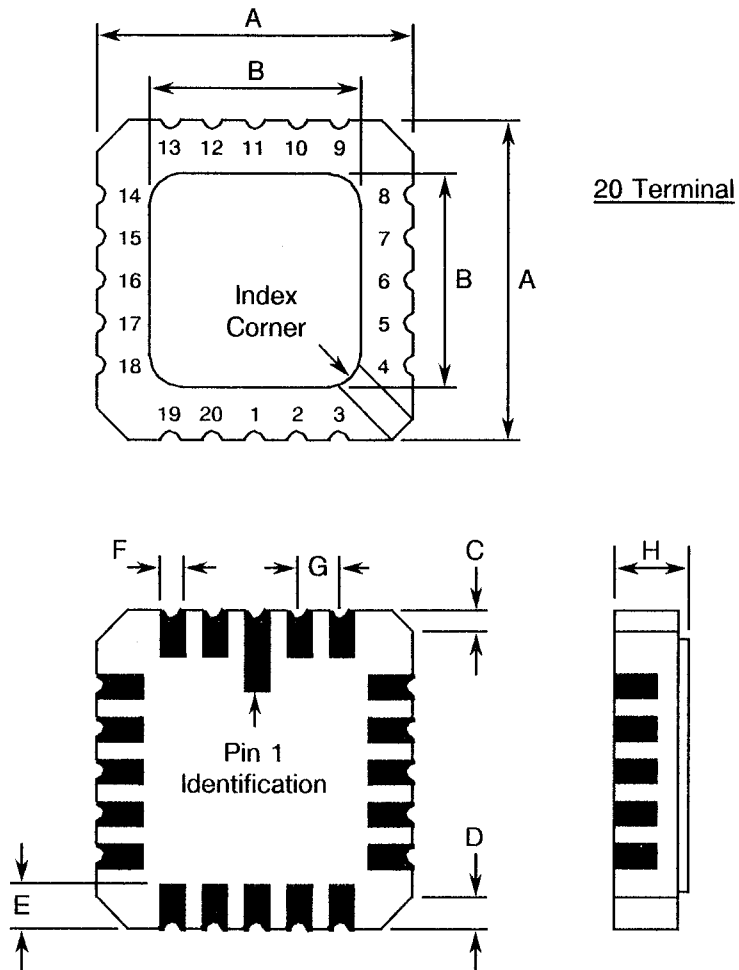 A
B
13 12 11 10 9
20 Terminal
14 8
15 7
16 6
17 5
18 4
B A
Index
Corner
19 20 1 2 3
F G C H
Pin 1
Identification
D
E